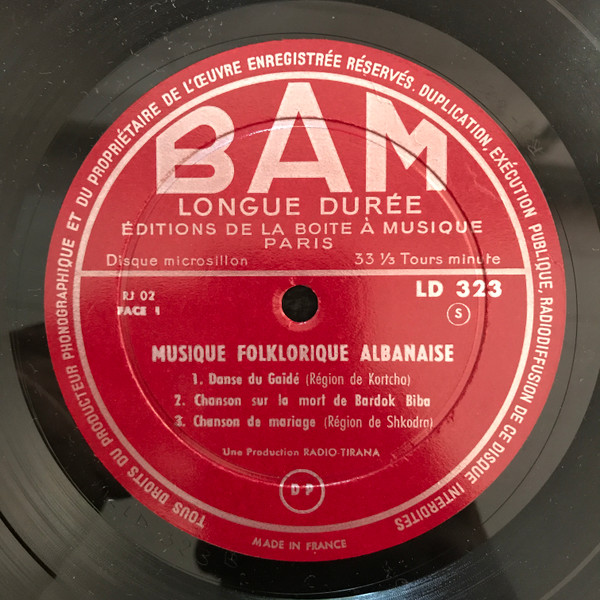 TOUS DROITS DU PRODUCTEUR PHONOGRAPHIQUE ET DU PROPRIÉTAIRE DE L'ŒUVRE ENREGISTRÉE RÉSERVÉS. DUPLICATION, EXÉCUTION PUBLIQUE, RADIODIFFUSION DE CE DISQUE INTERDITES
BAM
LONGUE DURÉE
ÉDITIONS DE LA BOITE À MUSIQUE
PARIS
Disque microsillon 33 ⅓ Tours minute
RJ 02 LD 323
FACE 1 S
MUSIQUE FOLKLORIQUE ALBANAISE
1. Danse du Gaïdé (Région de Kortcha)
2. Chanson sur la mort de Bardok Biba
3. Chanson de mariage (Région de Shkodra)
Une Production RADIO-TIRANA
DP
MADE IN FRANCE